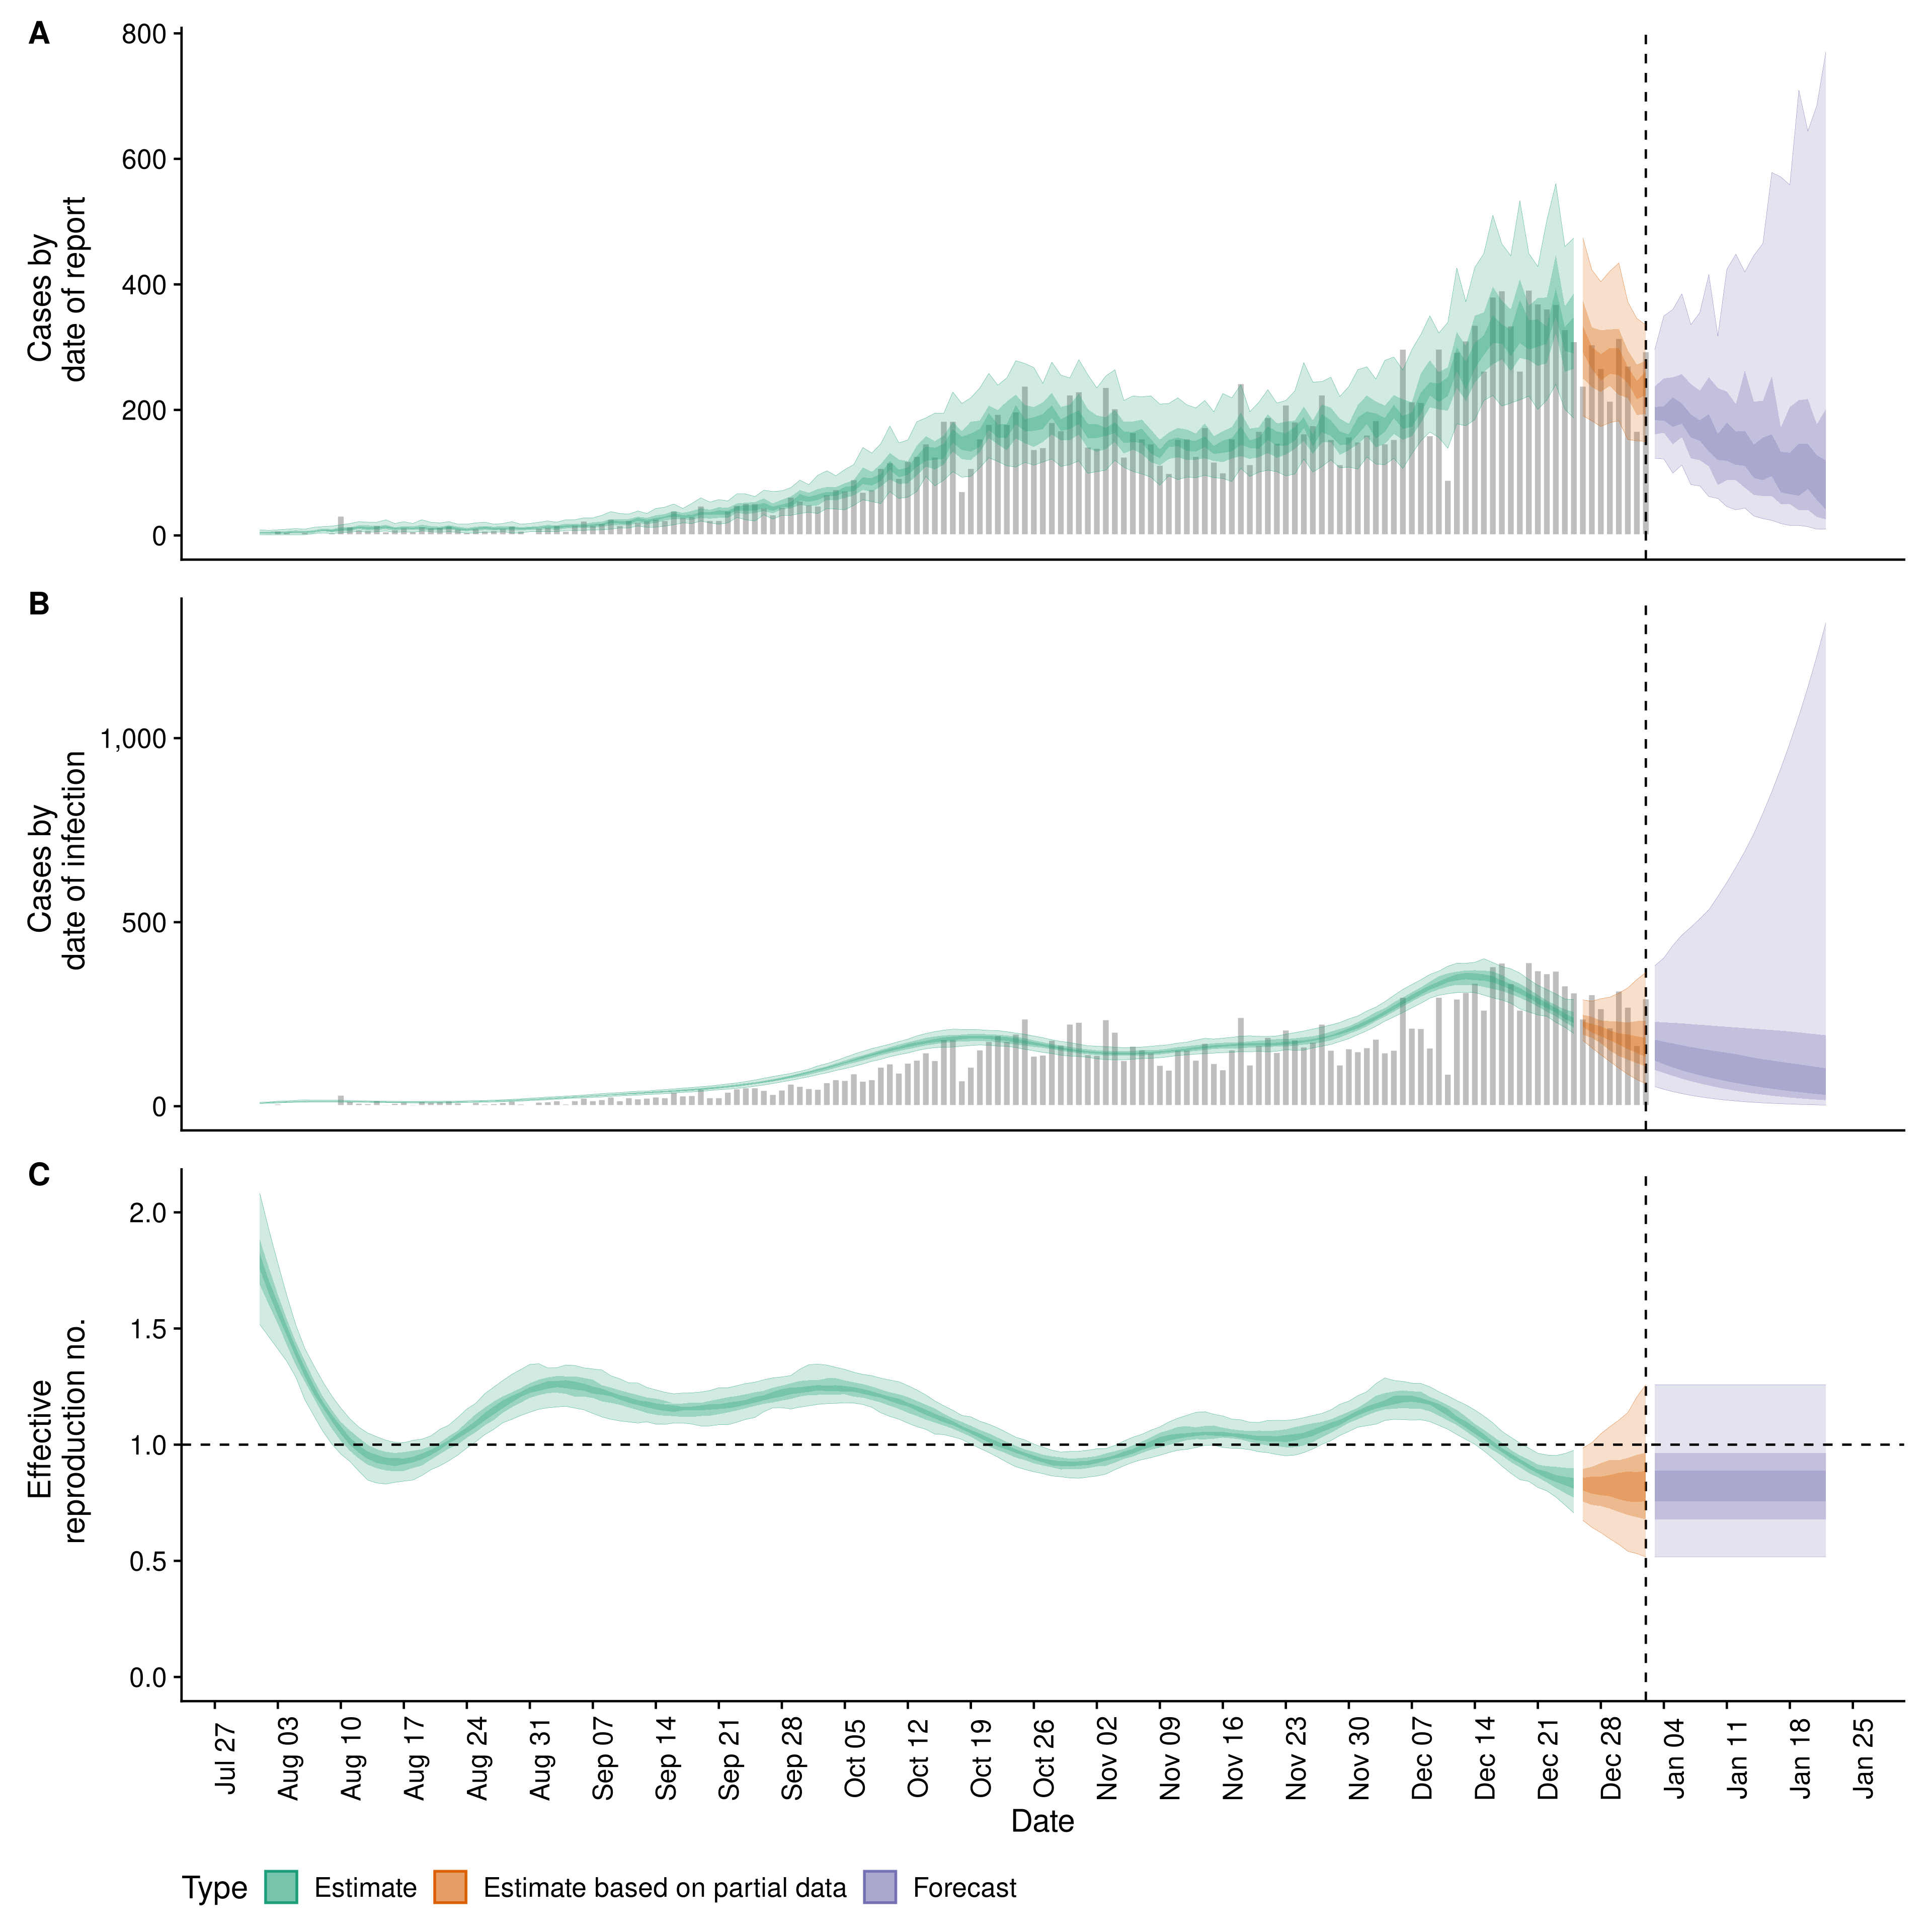 A
800
600
400
200
0
Cases by
date of report
B
1,000
500
0
Cases by
date of infection
C
2.0
1.5
1.0
0.5
0.0
Effective
reproduction no.
Jul 27
Aug 03
Aug 10
Aug 17
Aug 24
Aug 31
Sep 07
Sep 14
Sep 21
Sep 28
Oct 05
Oct 12
Oct 19
Oct 26
Nov 02
Nov 09
Nov 16
Nov 23
Nov 30
Dec 07
Dec 14
Dec 21
Dec 28
Jan 04
Jan 11
Jan 18
Jan 25
Date
Type Estimate Estimate based on partial data Forecast